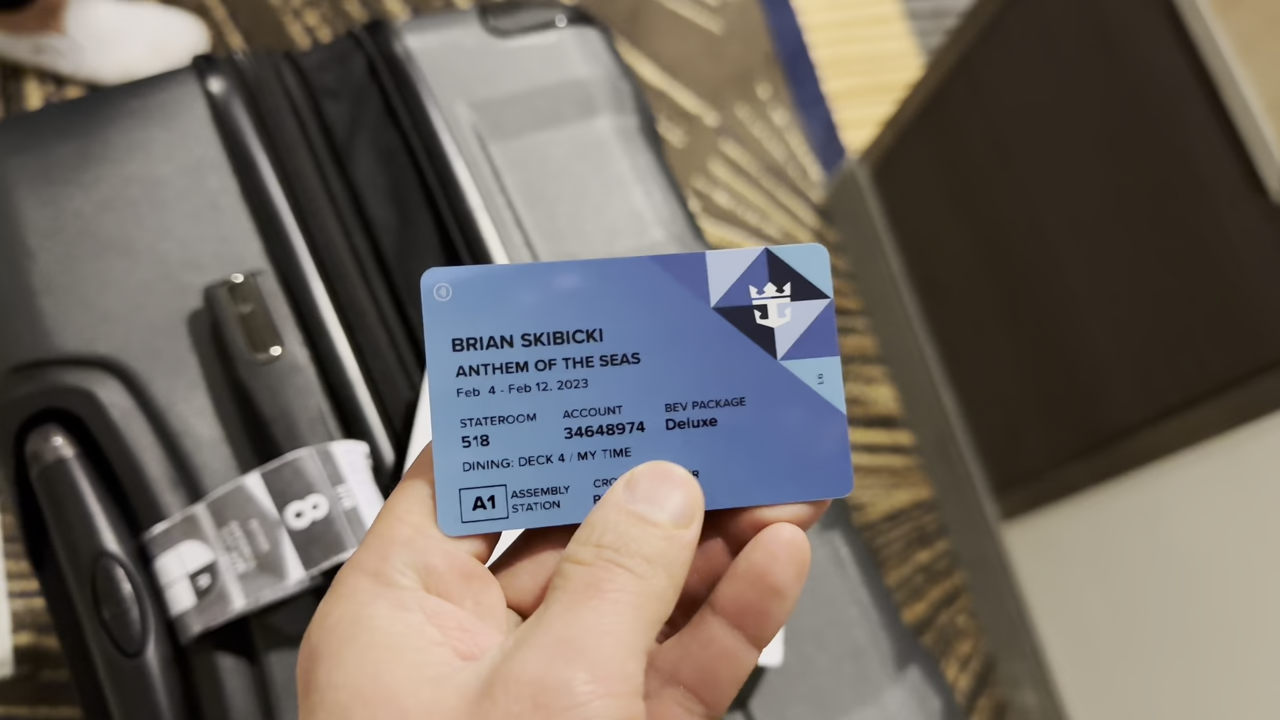 BRIAN SKIBICKI
ANTHEM OF THE SEAS
Feb 4 - Feb 12. 2023
STATEROOM ACCOUNT BEV PACKAGE
518 34648974 Deluxe
DINING: DECK 4 / MY TIME
A1 ASSEMBLY STATION
8